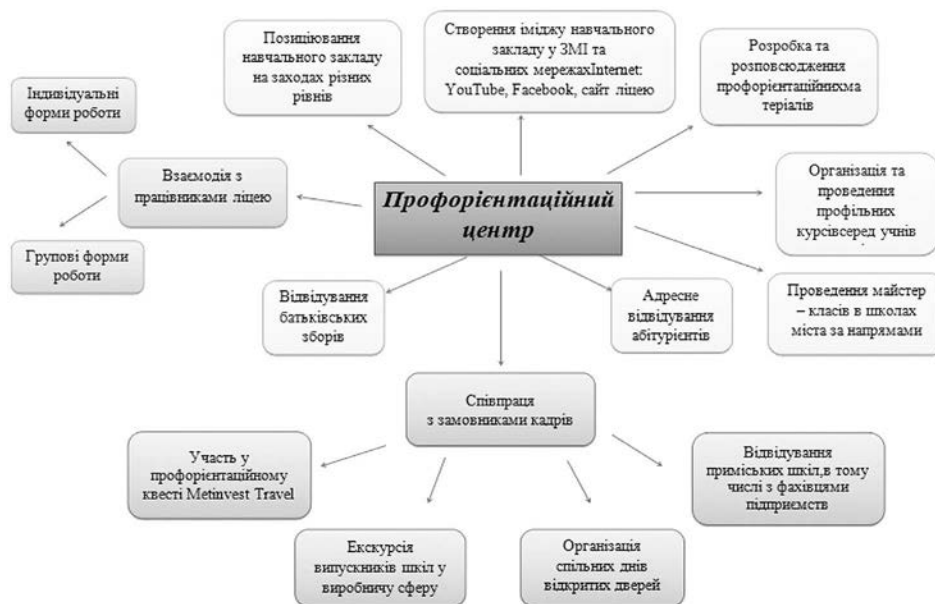 Позиціювання
навчального закладу
на заходах різних
рівнів
Створення іміджу навчального
закладу у ЗМІ та
соціальних мережахInternet:
YouTube, Facebook, сайт ліцею
Розробка та
розповсюдження
профорієнтаційнихма
теріалів
Індивідуальні
форми роботи
Взаємодія з
працівниками ліцею
Групові форми
роботи
Профорієнтаційний
центр
Організація та
проведення
профільних
курсівсеред учнів
Проведення майстер
– класів в школах
міста за напрямами
Відвідування
батьківських
зборів
Адресне
відвідування
абітурієнтів
Співпраця
з замовниками кадрів
Участь у
профорієнтаційному
квесті Metinvest Travel
Екскурсія
випускників шкіл у
виробничу сферу
Організація
спільних днів
відкритих дверей
Відвідування
приміських шкіл,в тому
числі з фахівцями
підприємств